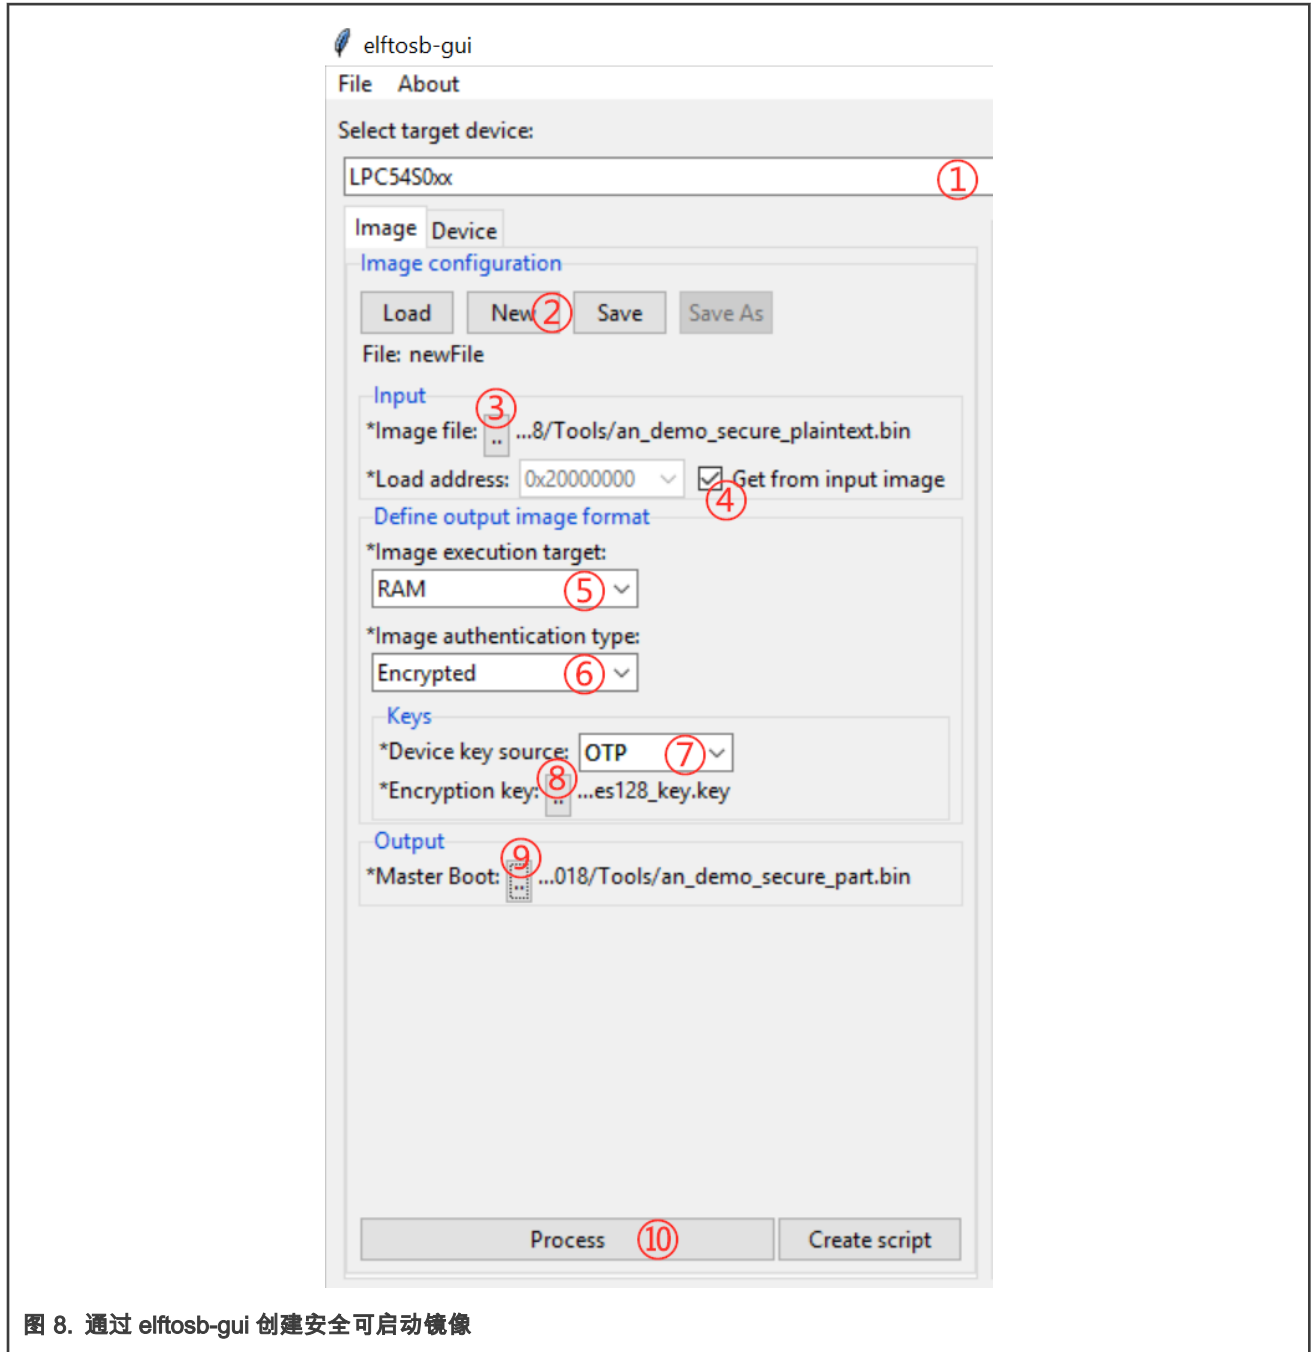 elftosb-gui
File About
Select target device:
LPC54S0xx ①
Image Device
Image configuration
Load New ② Save Save As
File: newFile
Input
③
*Image file: .. ...8/Tools/an_demo_secure_plaintext.bin
*Load address: 0x20000000 Get from input image
④
Define output image format
*Image execution target:
RAM ⑤
*Image authentication type:
Encrypted ⑥
Keys
*Device key source: OTP ⑦
⑧
*Encryption key: .. ...es128_key.key
Output
⑨
*Master Boot: .. ...018/Tools/an_demo_secure_part.bin
Process ⑩ Create script
图 8. 通过 elftosb-gui 创建安全可启动镜像